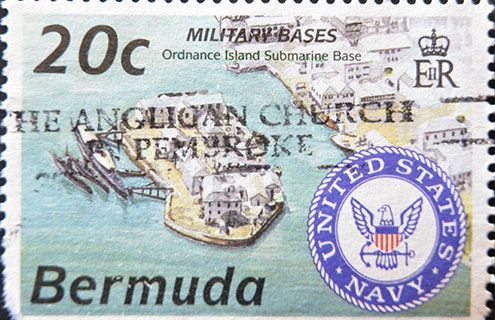 20c
MILITARY BASES
Ordnance Island Submarine Base
EIIR
THE ANGLICAN CHURCH
IN PEMBROKE
UNITED STATES
NAVY
Bermuda